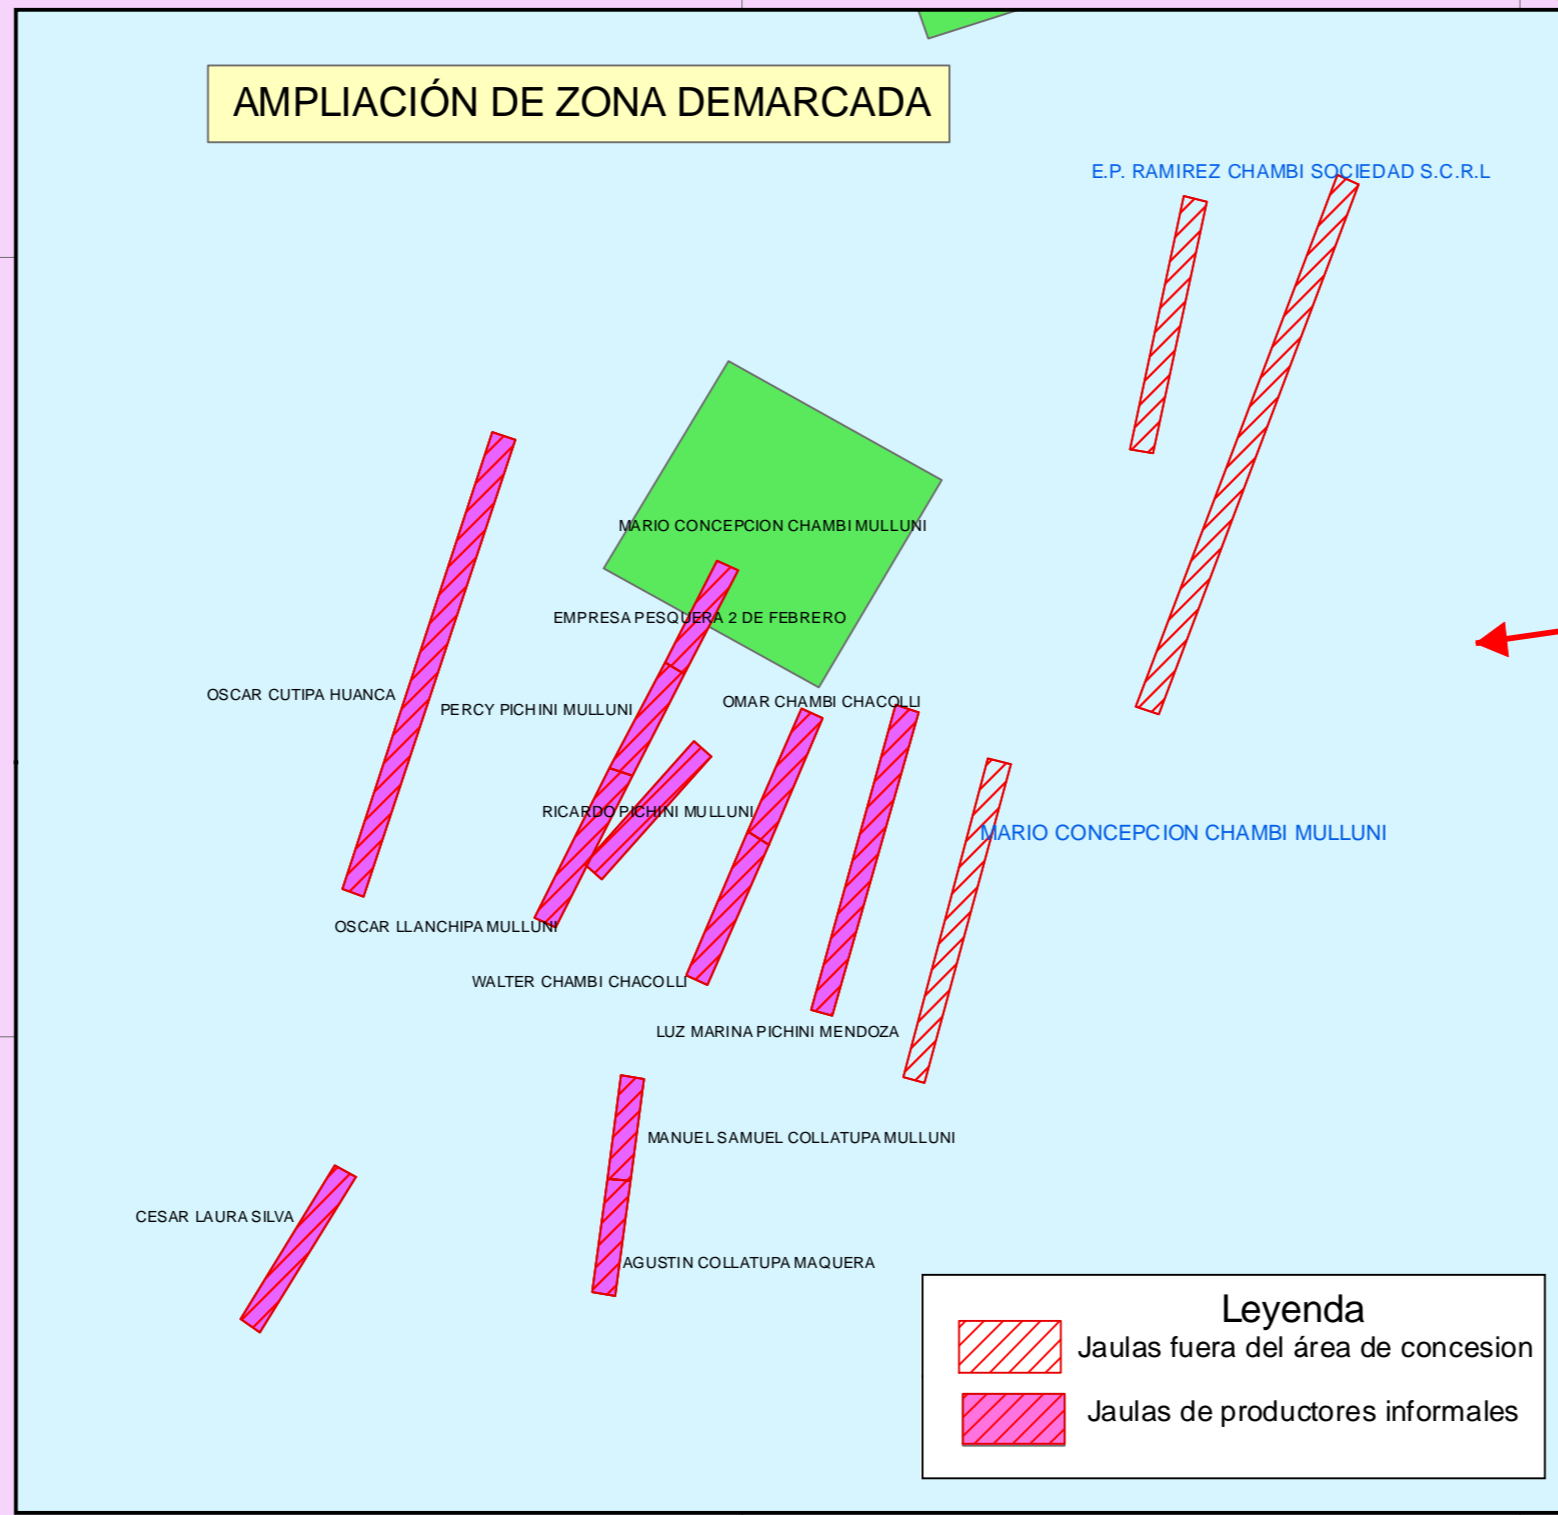 AMPLIACIÓN DE ZONA DEMARCADA
E.P. RAMIREZ CHAMBI SOCIEDAD S.C.R.L
MARIO CONCEPCION CHAMBI MULLUNI
EMPRESA PESQUERA 2 DE FEBRERO
OSCAR CUTIPA HUANCA
PERCY PICHINI MULLUNI
OMAR CHAMBI CHACOLLI
RICARDO PICHINI MULLUNI
MARIO CONCEPCION CHAMBI MULLUNI
OSCAR LLANCHIPA MULLUNI
WALTER CHAMBI CHACOLLI
LUZ MARINA PICHINI MENDOZA
MANUEL SAMUEL COLLATUPA MULLUNI
CESAR LAURA SILVA
AGUSTIN COLLATUPA MAQUERA
Leyenda
Jaulas fuera del área de concesion
Jaulas de productores informales